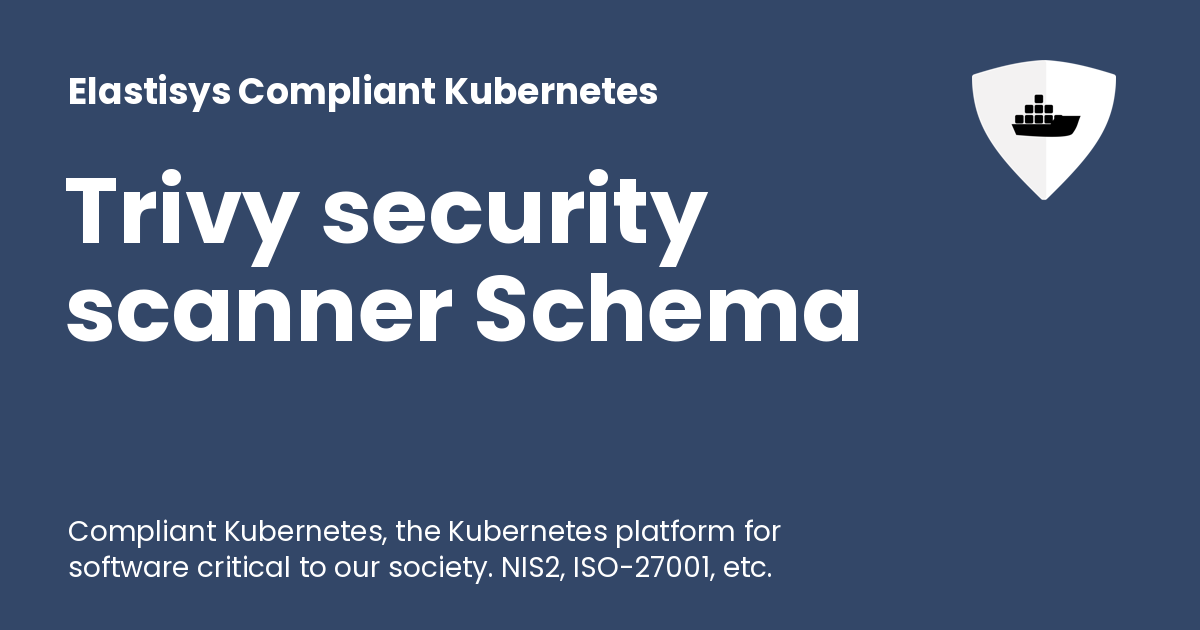 Elastisys Compliant Kubernetes
Trivy security
scanner Schema
Compliant Kubernetes, the Kubernetes platform for
software critical to our society. NIS2, ISO-27001, etc.